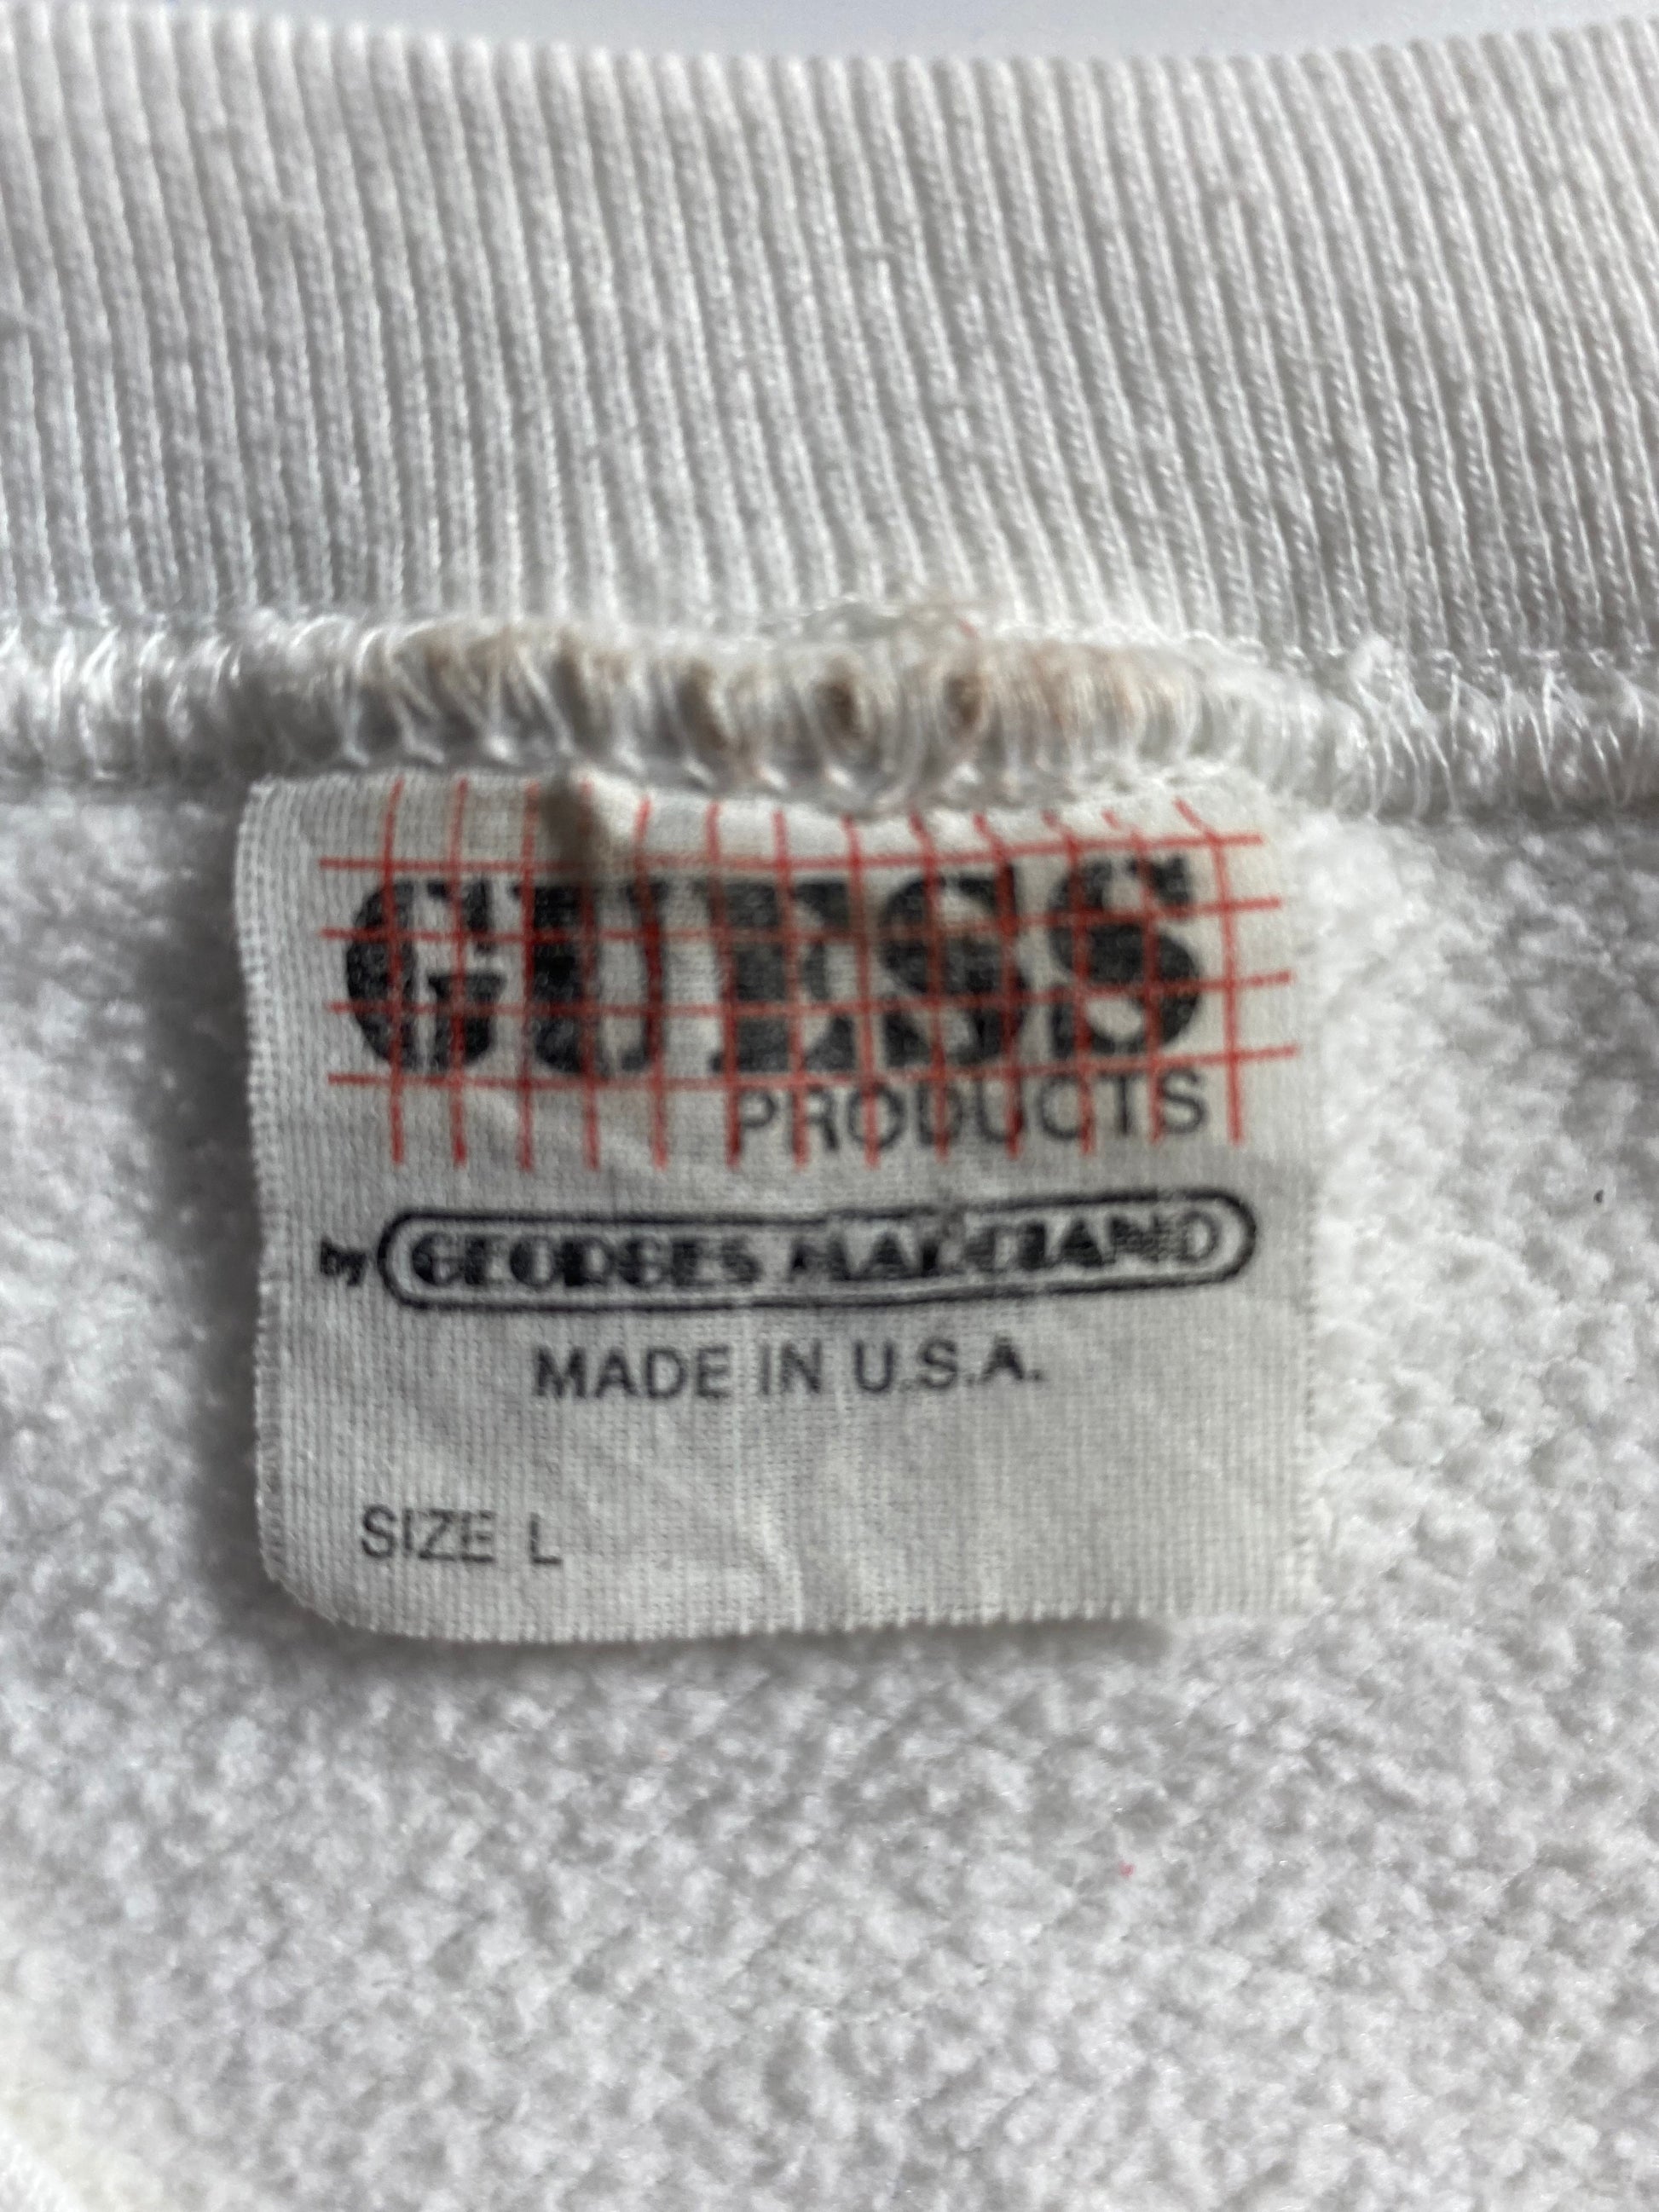 GUESS
PRODUCTS
by GEORGES MARCIANO
MADE IN U.S.A.
SIZE L